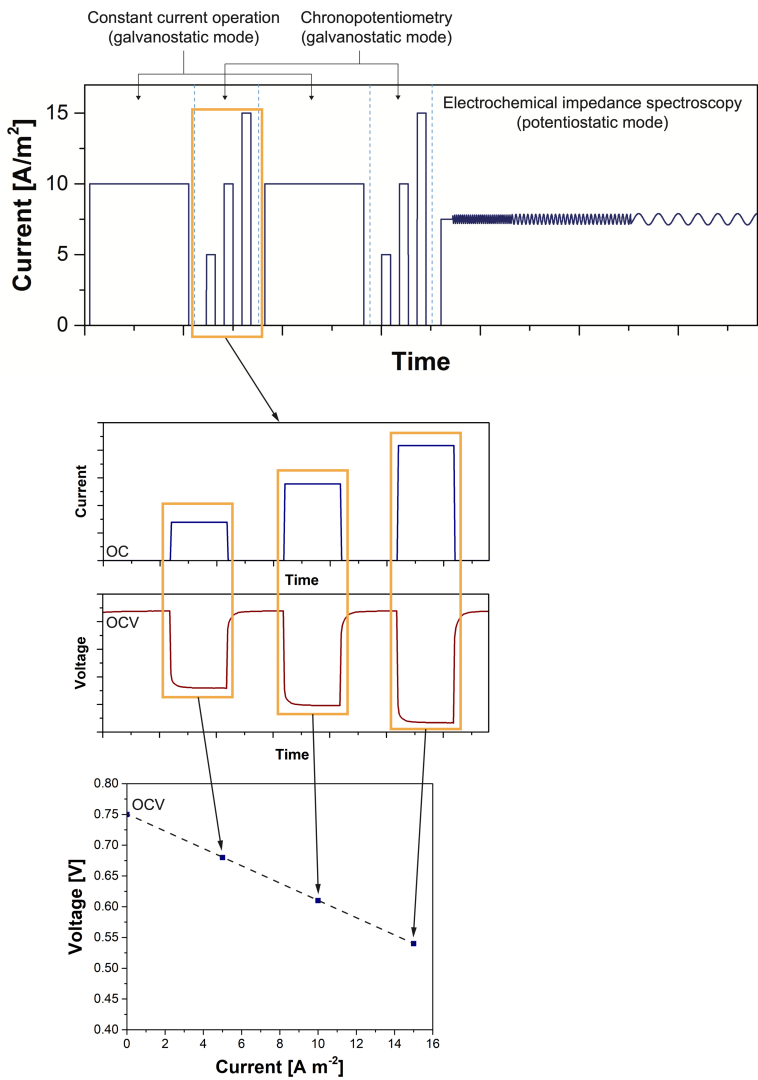 Constant current operation
(galvanostatic mode)
Chronopotentiometry
(galvanostatic mode)
Electrochemical impedance spectroscopy
(potentiostatic mode)
Current [A/m²]
15
10
5
0
Time
Current
OC
Time
OCV
Voltage
Time
0.80
OCV
0.75
0.70
0.65
0.60
0.55
0.50
0.45
0.40
Voltage [V]
0 2 4 6 8 10 12 14 16
Current [A m⁻²]